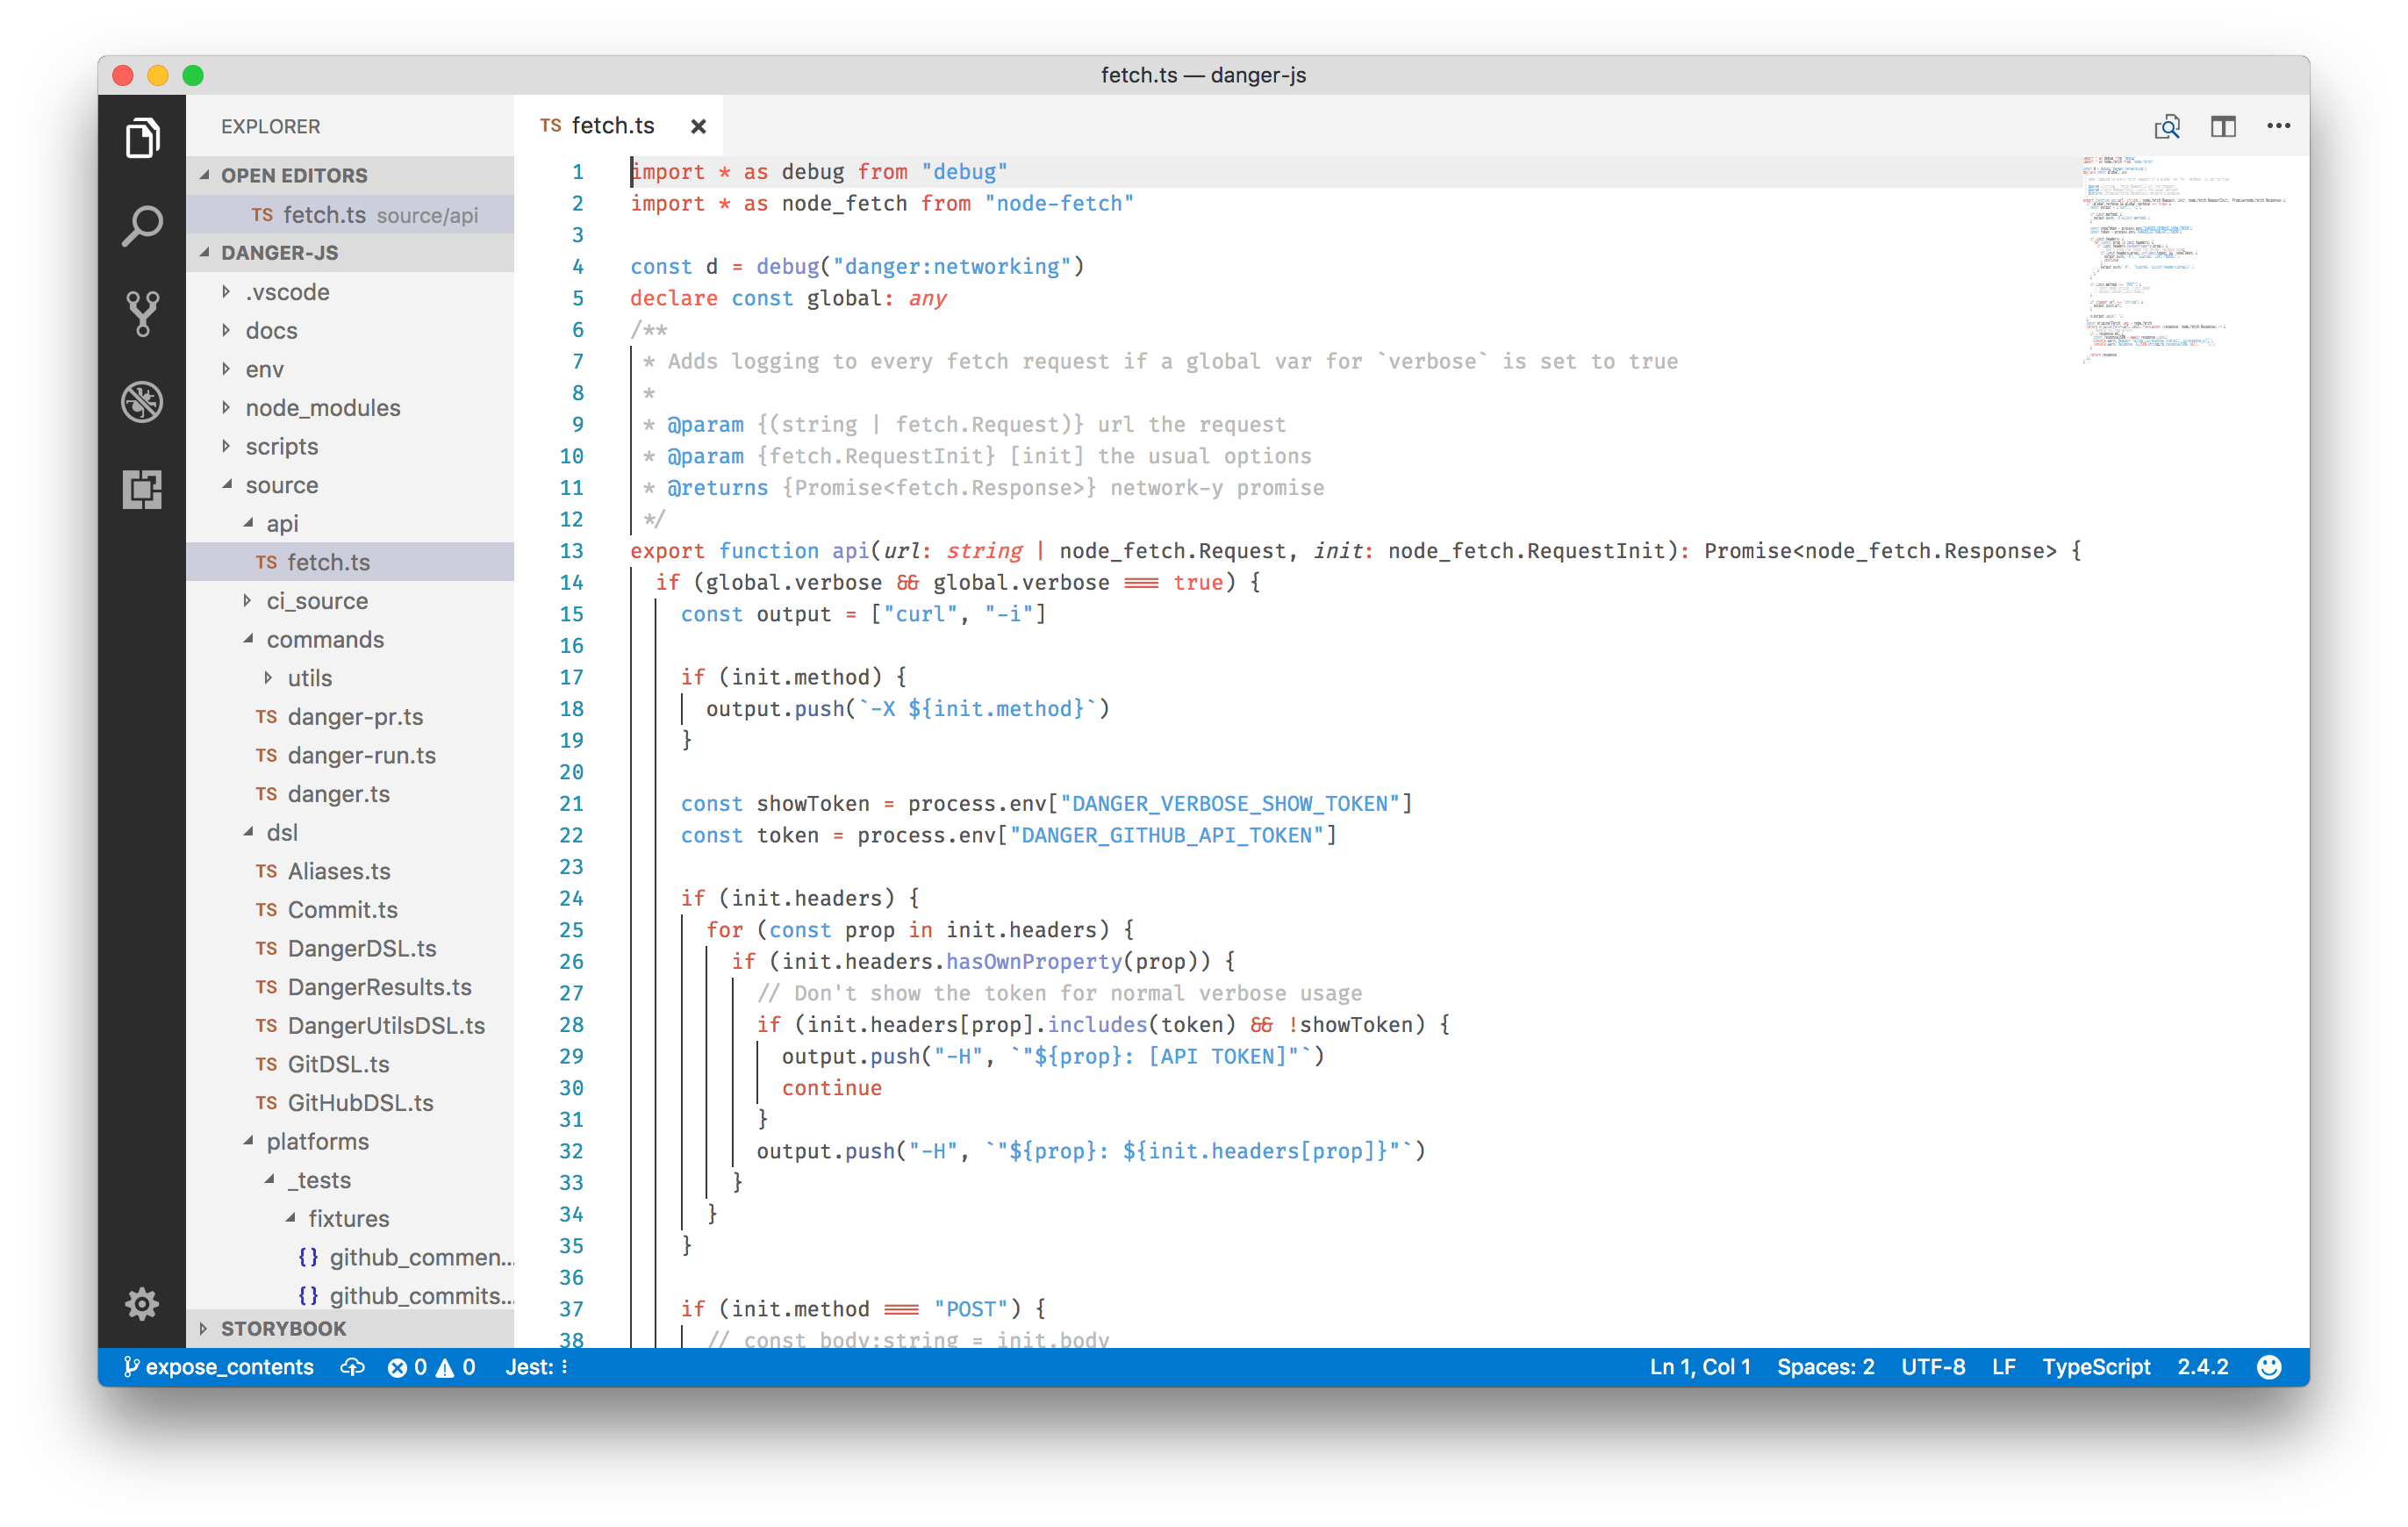 fetch.ts — danger-js
EXPLORER
OPEN EDITORS
TS fetch.ts source/api
DANGER-JS
.vscode
docs
env
node_modules
scripts
source
api
TS fetch.ts
ci_source
commands
utils
TS danger-pr.ts
TS danger-run.ts
TS danger.ts
dsl
TS Aliases.ts
TS Commit.ts
TS DangerDSL.ts
TS DangerResults.ts
TS DangerUtilsDSL.ts
TS GitDSL.ts
TS GitHubDSL.ts
platforms
_tests
fixtures
{} github_commen...
{} github_commits...
STORYBOOK
TS fetch.ts
1 import * as debug from "debug"
2 import * as node_fetch from "node-fetch"
3
4 const d = debug("danger:networking")
5 declare const global: any
6 /**
7 * Adds logging to every fetch request if a global var for `verbose` is set to true
8 *
9 * @param {(string | fetch.Request)} url the request
10 * @param {fetch.RequestInit} [init] the usual options
11 * @returns {Promise<fetch.Response>} network-y promise
12 */
13 export function api(url: string | node_fetch.Request, init: node_fetch.RequestInit): Promise<node_fetch.Response> {
14 if (global.verbose && global.verbose === true) {
15 const output = ["curl", "-i"]
16
17 if (init.method) {
18 output.push(`-X ${init.method}`)
19 }
20
21 const showToken = process.env["DANGER_VERBOSE_SHOW_TOKEN"]
22 const token = process.env["DANGER_GITHUB_API_TOKEN"]
23
24 if (init.headers) {
25 for (const prop in init.headers) {
26 if (init.headers.hasOwnProperty(prop)) {
27 // Don't show the token for normal verbose usage
28 if (init.headers[prop].includes(token) && !showToken) {
29 output.push("-H", `"${prop}: [API TOKEN]"`)
30 continue
31 }
32 output.push("-H", `"${prop}: ${init.headers[prop]}"`)
33 }
34 }
35 }
36
37 if (init.method === "POST") {
38 // const body:string = init.body
expose_contents 0 0 Jest: Ln 1, Col 1 Spaces: 2 UTF-8 LF TypeScript 2.4.2